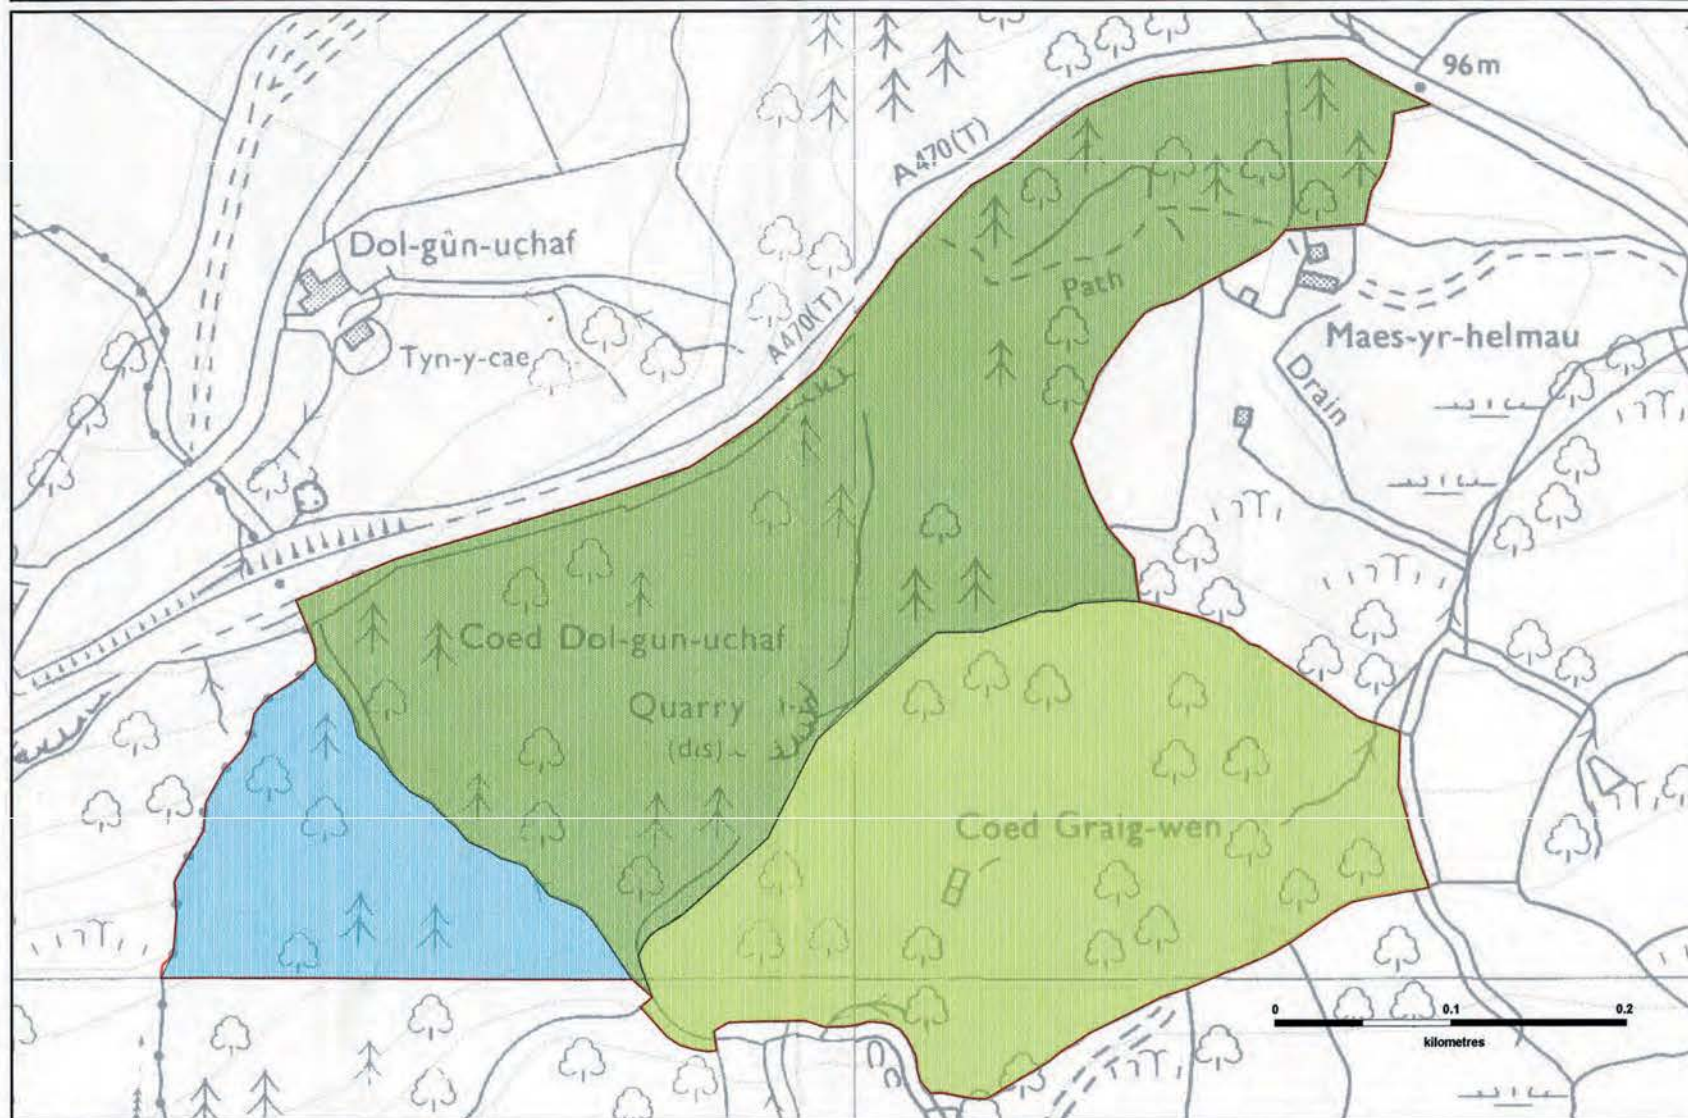 96m
A470(T)
Dol-gûn-uchaf
Path
A470(T)
Maes-yr-helmau
Tyn-y-cae
Drain
Coed Dol-gun-uchaf
Quarry
(dis)
Coed Graig-wen
0 0.1 0.2
kilometres